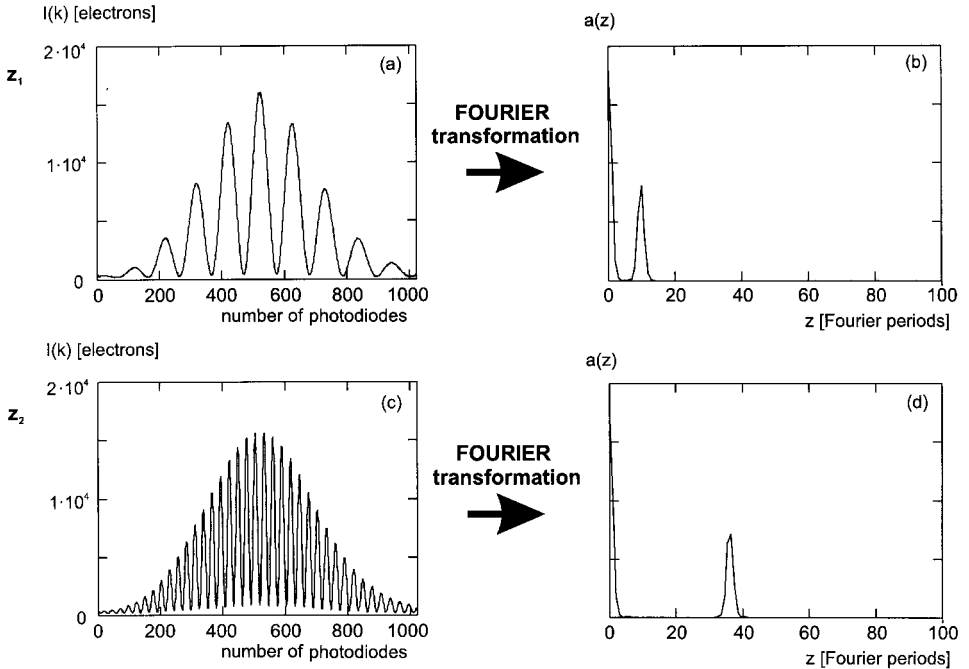 I(k) [electrons]
a(z)
2·10⁴
(a)
(b)
z₁
FOURIER
transformation
1·10⁴
0
0 200 400 600 800 1000
number of photodiodes
0 20 40 60 80 100
z [Fourier periods]
I(k) [electrons]
a(z)
2·10⁴
(c)
(d)
z₂
FOURIER
transformation
1·10⁴
0
0 200 400 600 800 1000
number of photodiodes
0 20 40 60 80 100
z [Fourier periods]